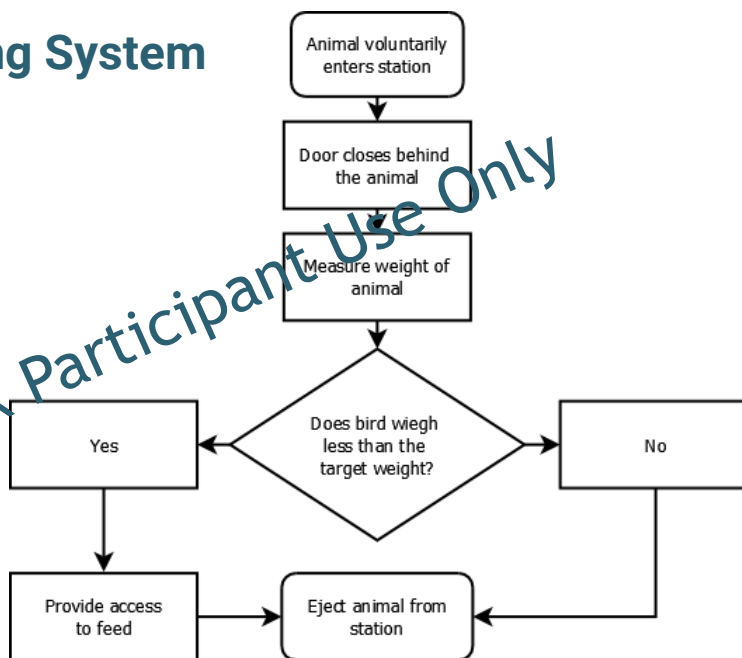 ng System
Animal voluntarily
enters station
Door closes behind
the animal
Participant Use Only
Measure weight of
animal
Does bird wiegh
less than the
target weight?
Yes
No
Provide access
to feed
Eject animal from
station